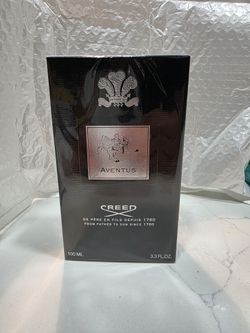 AVENTUS
CREED
DE PÈRE EN FILS DEPUIS 1760
FROM FATHER TO SON SINCE 1760
100 ML 3.3 FL.OZ.